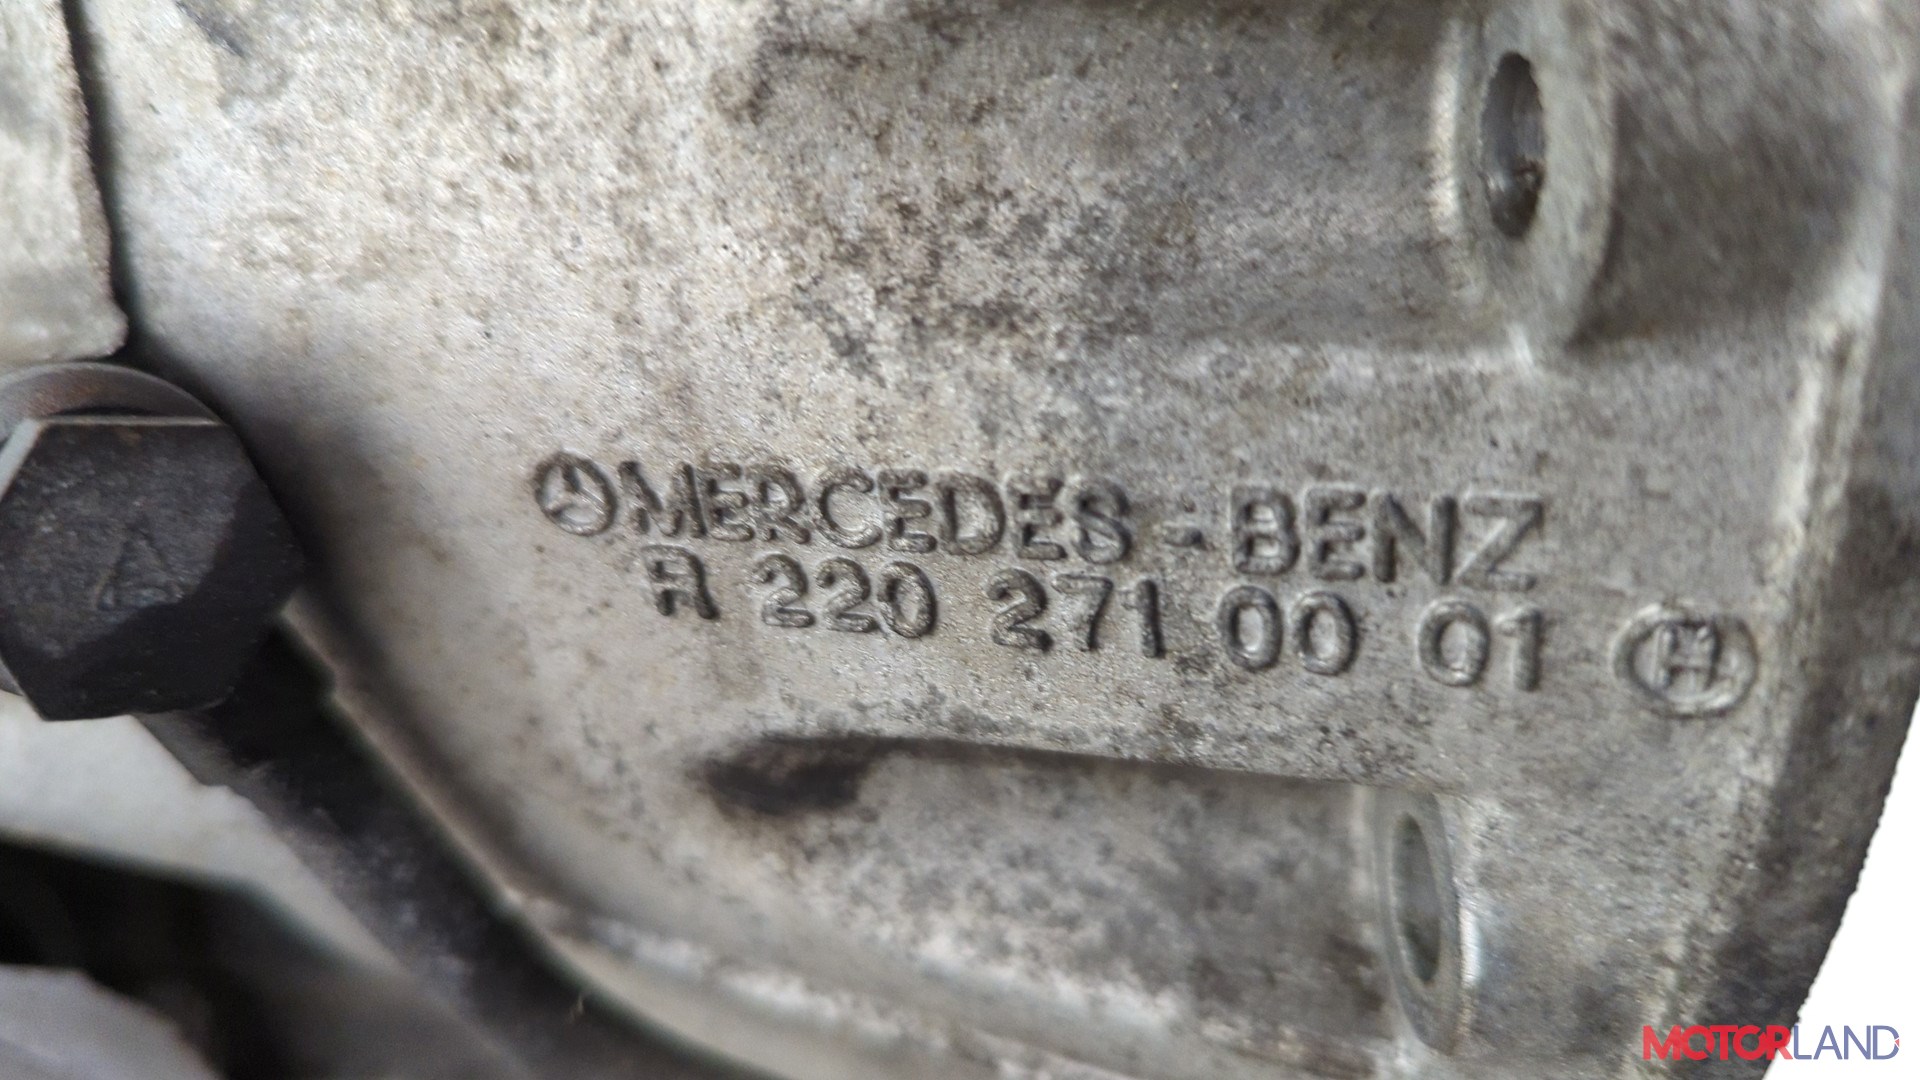 MERCEDES-BENZ
A 220 271 00 01 H
MOTORLAND